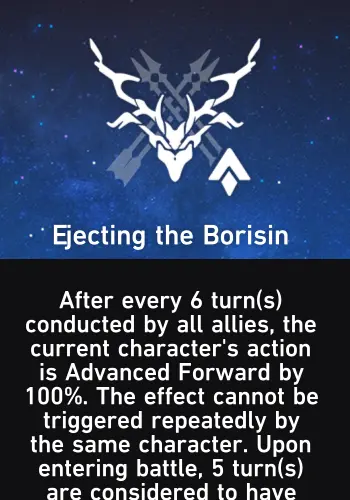 Ejecting the Borisin
After every 6 turn(s)
conducted by all allies, the
current character's action
is Advanced Forward by
100%. The effect cannot be
triggered repeatedly by
the same character. Upon
entering battle, 5 turn(s)
are considered to have